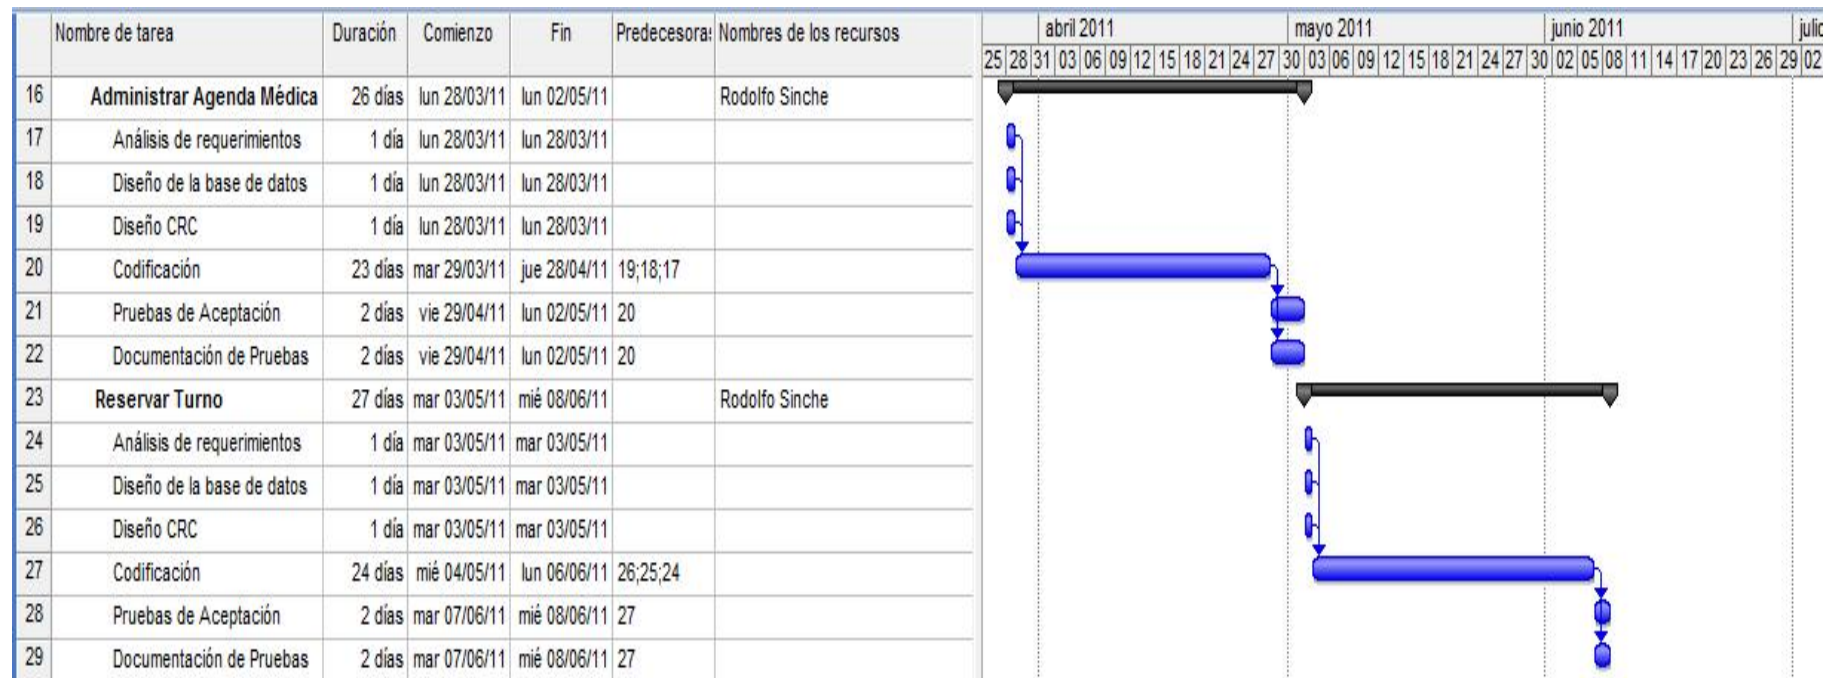 Nombre de tarea Duración Comienzo Fin Predecesora: Nombres de los recursos abril 2011 mayo 2011 junio 2011 julio
25 28 31 03 06 09 12 15 18 21 24 27 30 03 06 09 12 15 18 21 24 27 30 02 05 08 11 14 17 20 23 26 29 02
16 Administrar Agenda Médica 26 días lun 28/03/11 lun 02/05/11 Rodolfo Sinche
17 Análisis de requerimientos 1 día lun 28/03/11 lun 28/03/11
18 Diseño de la base de datos 1 día lun 28/03/11 lun 28/03/11
19 Diseño CRC 1 día lun 28/03/11 lun 28/03/11
20 Codificación 23 días mar 29/03/11 jue 28/04/11 19;18;17
21 Pruebas de Aceptación 2 días vie 29/04/11 lun 02/05/11 20
22 Documentación de Pruebas 2 días vie 29/04/11 lun 02/05/11 20
23 Reservar Turno 27 días mar 03/05/11 mié 08/06/11 Rodolfo Sinche
24 Análisis de requerimientos 1 día mar 03/05/11 mar 03/05/11
25 Diseño de la base de datos 1 día mar 03/05/11 mar 03/05/11
26 Diseño CRC 1 día mar 03/05/11 mar 03/05/11
27 Codificación 24 días mié 04/05/11 lun 06/06/11 26;25;24
28 Pruebas de Aceptación 2 días mar 07/06/11 mié 08/06/11 27
29 Documentación de Pruebas 2 días mar 07/06/11 mié 08/06/11 27